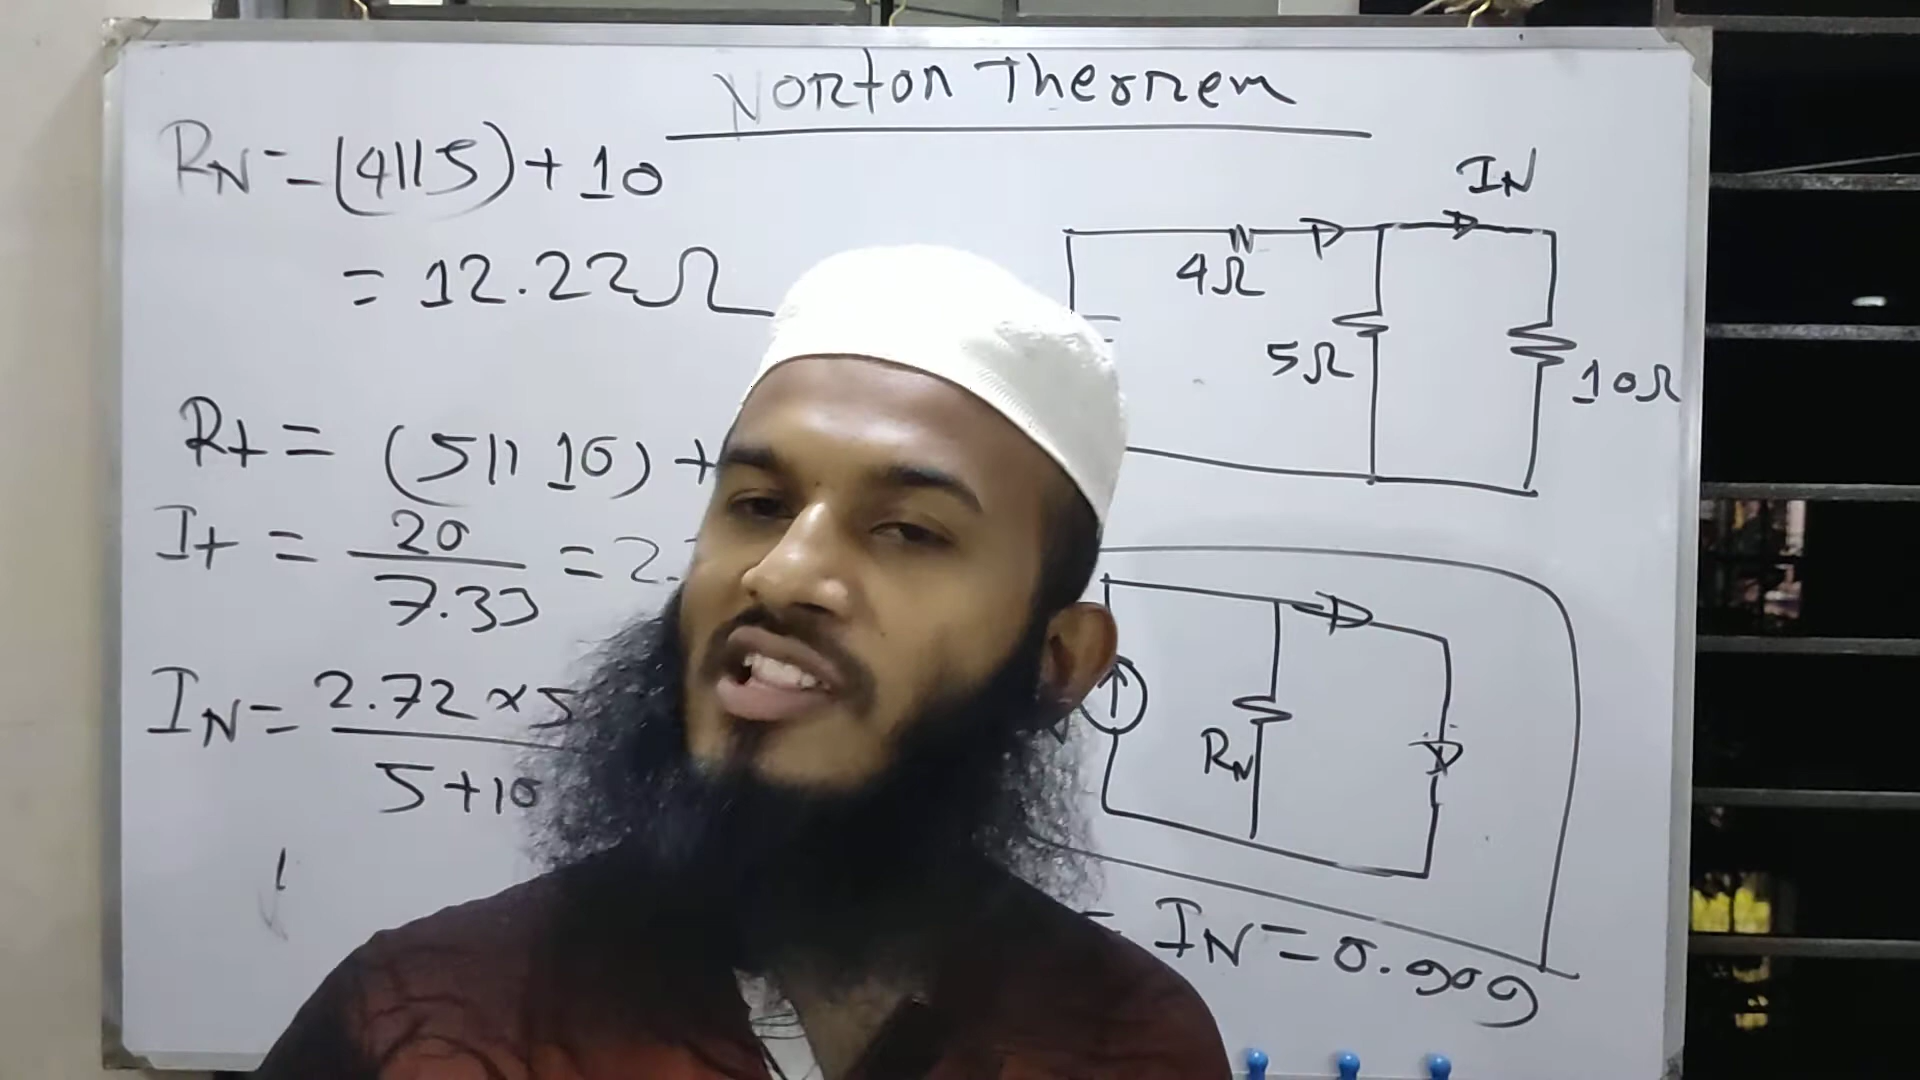 Norton Theorem
RN = (4||5) + 10
= 12.22Ω
Rt = (5||10) +
It = 20 / 7.33 = 2.
IN = 2.72 × 5 / 5+10
IN
4Ω
5Ω
10Ω
RN
= IN = 0.909